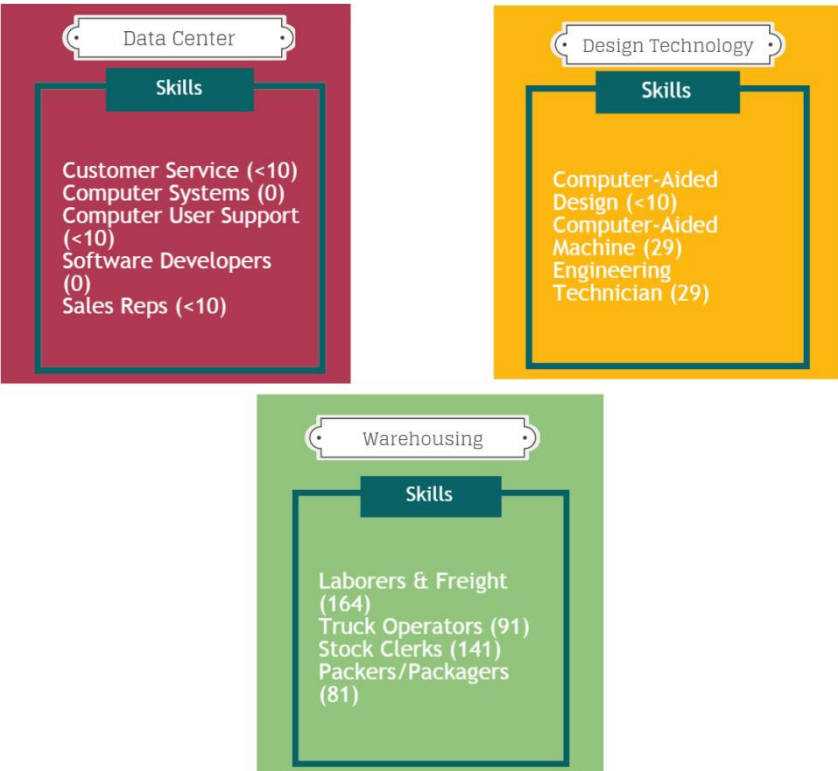 Data Center
Skills
Customer Service (<10)
Computer Systems (0)
Computer User Support
(<10)
Software Developers
(0)
Sales Reps (<10)
Design Technology
Skills
Computer-Aided
Design (<10)
Computer-Aided
Machine (29)
Engineering
Technician (29)
Warehousing
Skills
Laborers & Freight
(164)
Truck Operators (91)
Stock Clerks (141)
Packers/Packagers
(81)